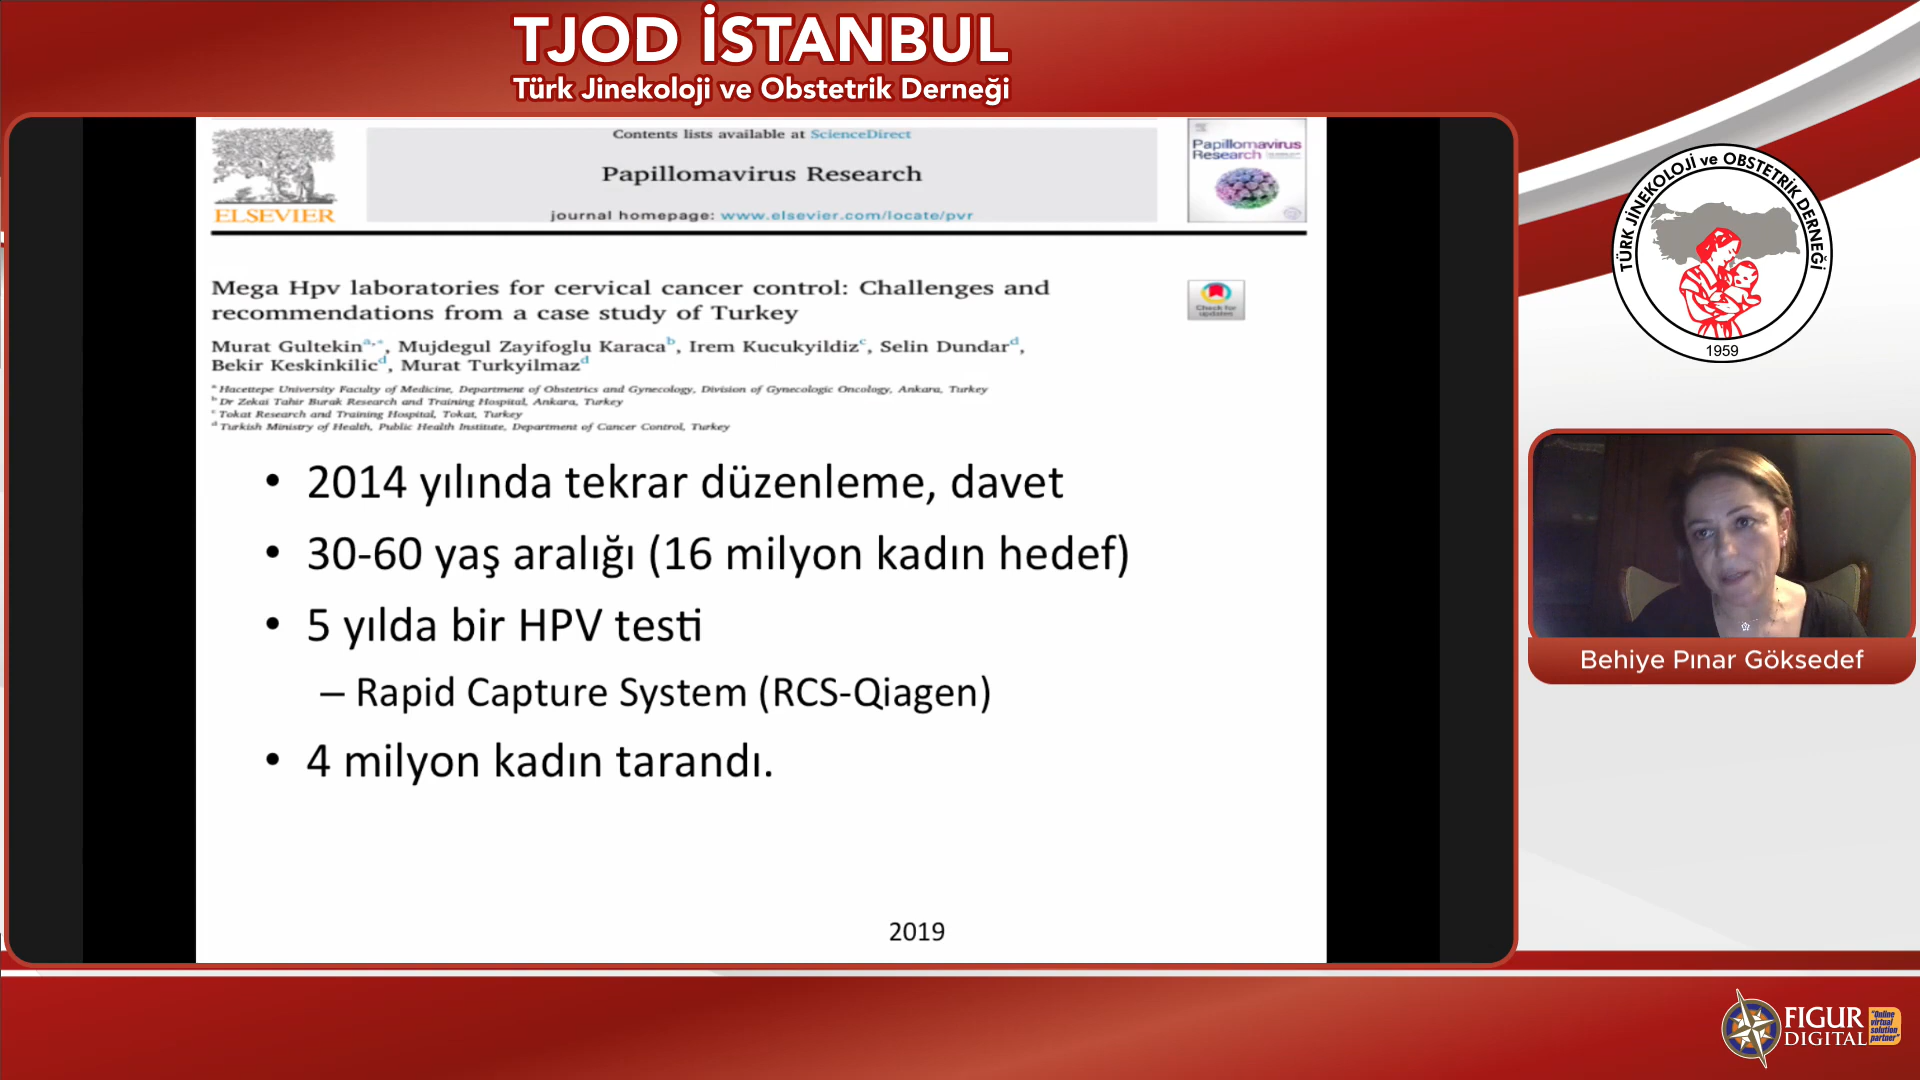 TJOD İSTANBUL
Türk Jinekoloji ve Obstetrik Derneği
Contents lists available at ScienceDirect
Papillomavirus Research
journal homepage: www.elsevier.com/locate/pvr
ELSEVIER
Papillomavirus
Research
Mega Hpv laboratories for cervical cancer control: Challenges and
recommendations from a case study of Turkey
Check for
updates
Murat Gultekin a,*, Mujdegul Zayifoglu Karaca b, Irem Kucukyildiz c, Selin Dundar d,
Bekir Keskinkilic d, Murat Turkyilmaz d
a Hacettepe University Faculty of Medicine, Department of Obstetrics and Gynecology, Division of Gynecologic Oncology, Ankara, Turkey
b Dr Zekai Tahir Burak Research and Training Hospital, Ankara, Turkey
c Tokat Research and Training Hospital, Tokat, Turkey
d Turkish Ministry of Health, Public Health Institute, Department of Cancer Control, Turkey
• 2014 yılında tekrar düzenleme, davet
• 30-60 yaş aralığı (16 milyon kadın hedef)
• 5 yılda bir HPV testi
– Rapid Capture System (RCS-Qiagen)
• 4 milyon kadın tarandı.
2019
TÜRK JİNEKOLOJİ ve OBSTETRİK DERNEĞİ
1959
Behiye Pınar Göksedef
FIGUR
DIGITAL
"Online
virtual
solution
partner"